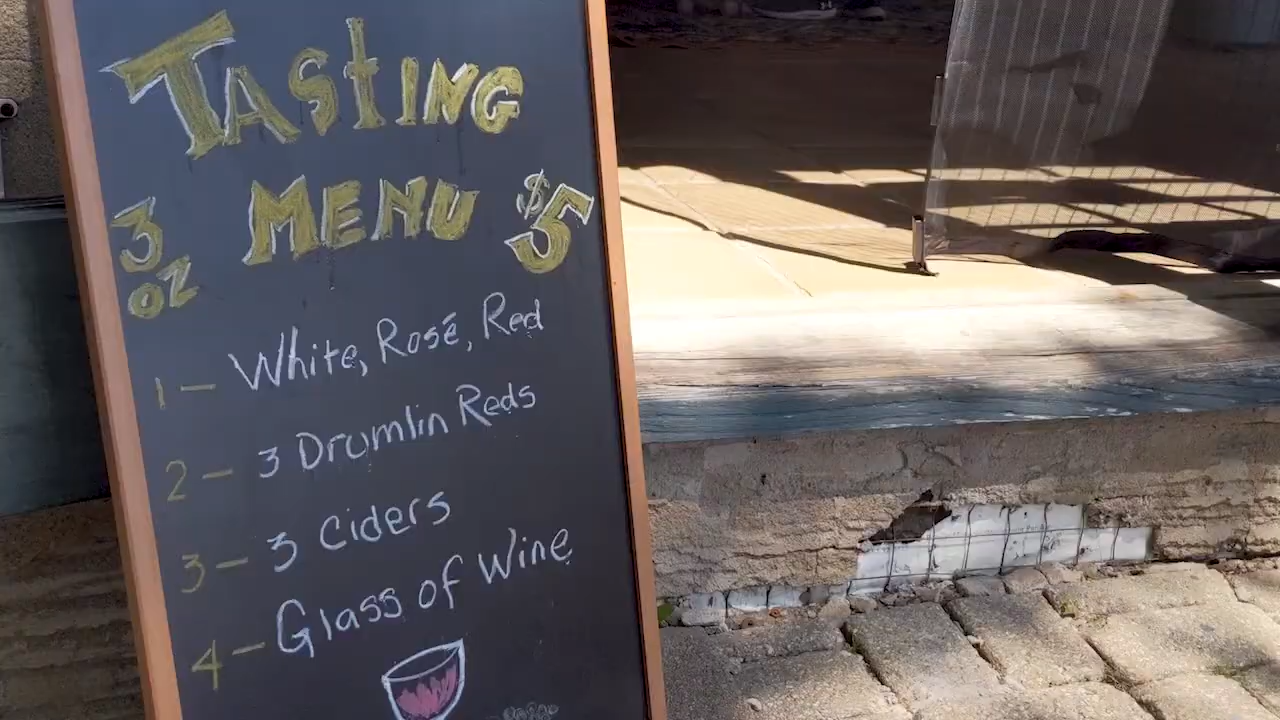 TASTING
3 OZ MENU $5
1 – White, Rosé, Red
2 – 3 Drumlin Reds
3 – 3 Ciders
4 – Glass of Wine